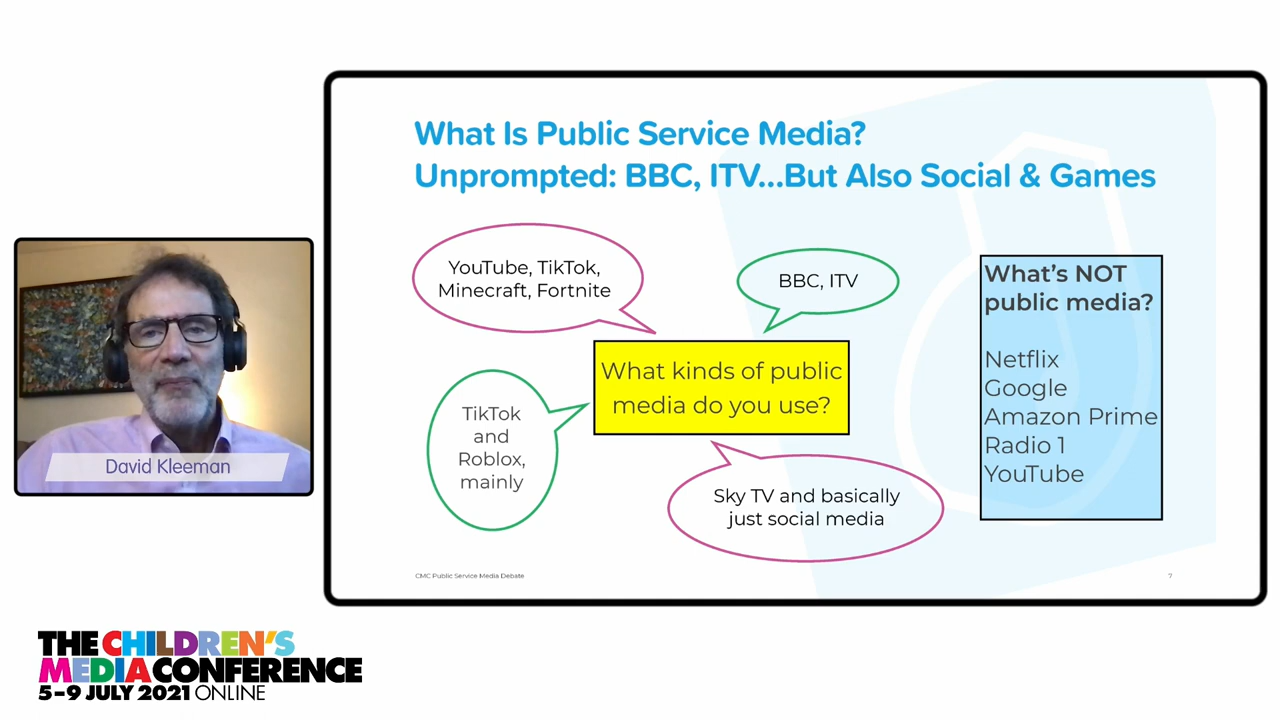 What Is Public Service Media?
Unprompted: BBC, ITV...But Also Social & Games
YouTube, TikTok,
Minecraft, Fortnite
BBC, ITV
What kinds of public
media do you use?
TikTok
and
Roblox,
mainly
Sky TV and basically
just social media
What's NOT
public media?
Netflix
Google
Amazon Prime
Radio 1
YouTube
CMC Public Service Media Debate
7
David Kleeman
THE CHILDREN'S
MEDIA CONFERENCE
5-9 JULY 2021 ONLINE